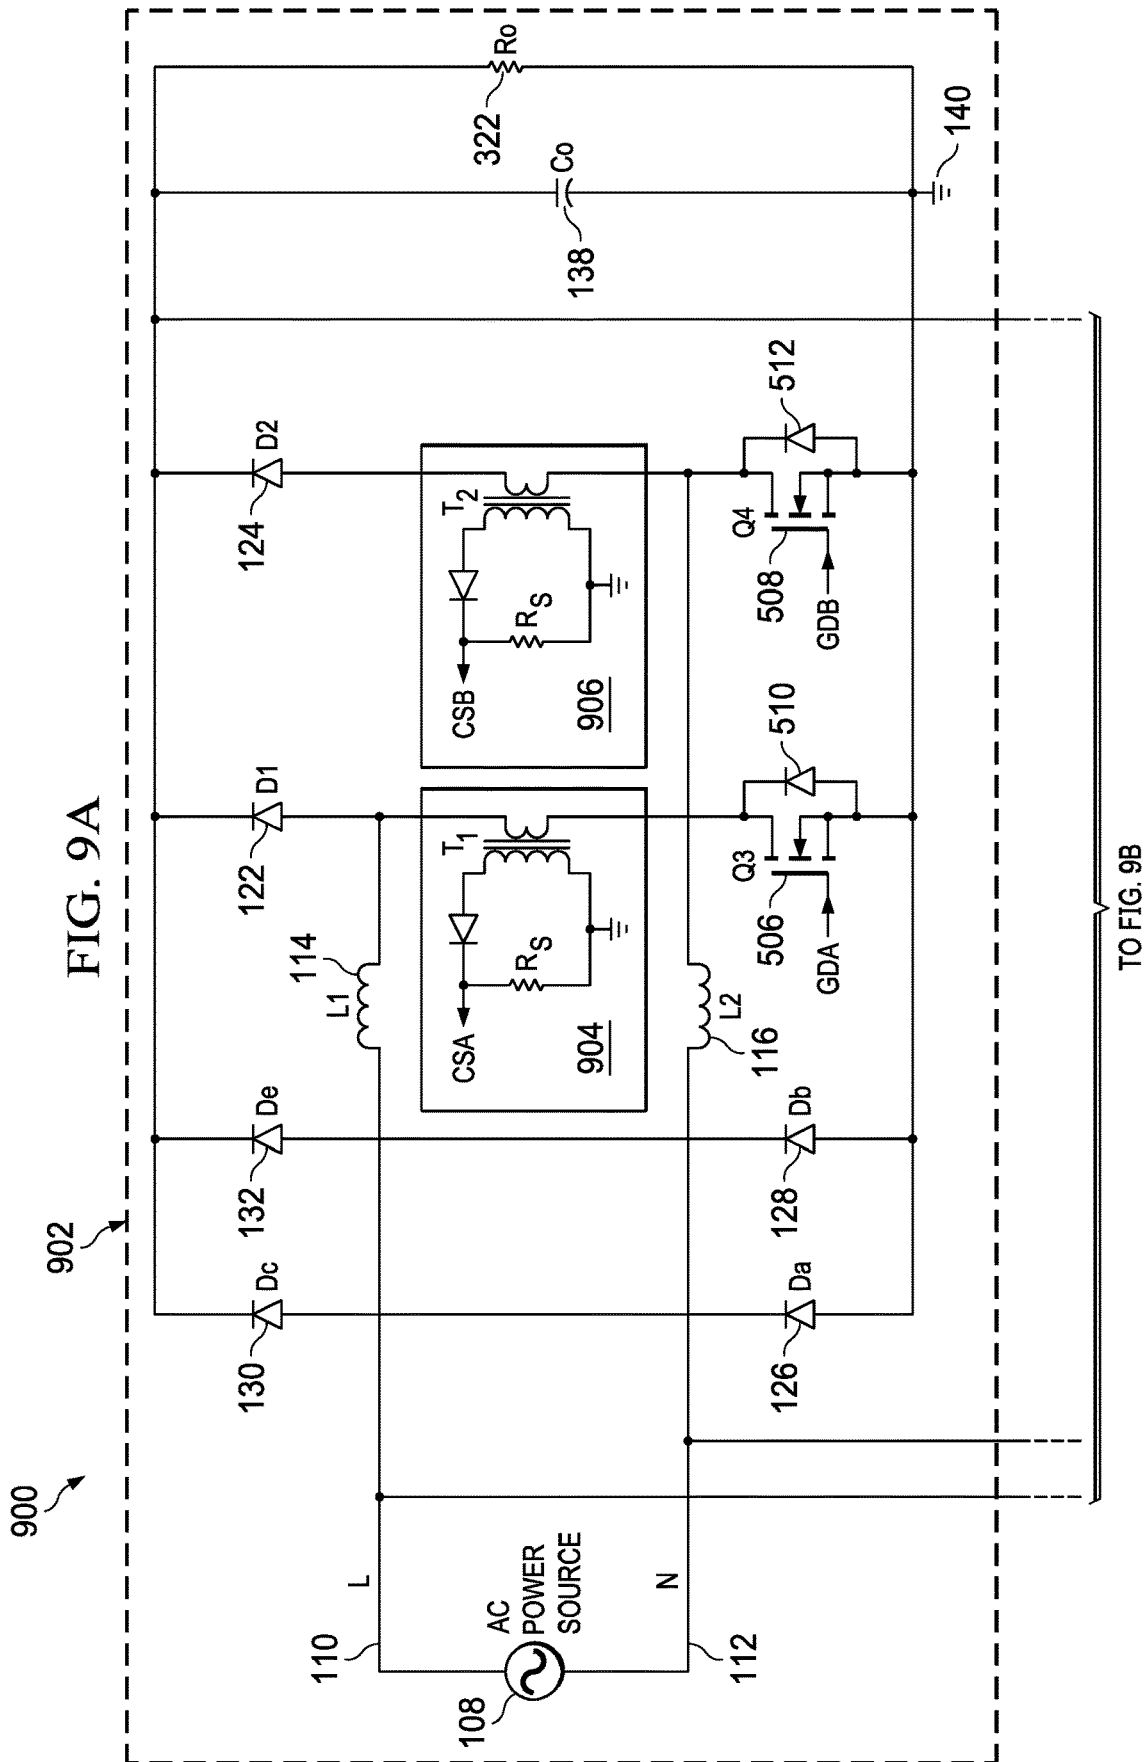 FIG. 9A
900
902
108
AC
POWER
SOURCE
110
L
112
N
130
Dc
132
De
126
Da
128
Db
114
L1
L2
116
122
D1
124
D2
CSA
RS
T1
904
CSB
RS
T2
906
Q3
506
GDA
510
Q4
508
GDB
512
138
Co
322
Ro
140
TO FIG. 9B